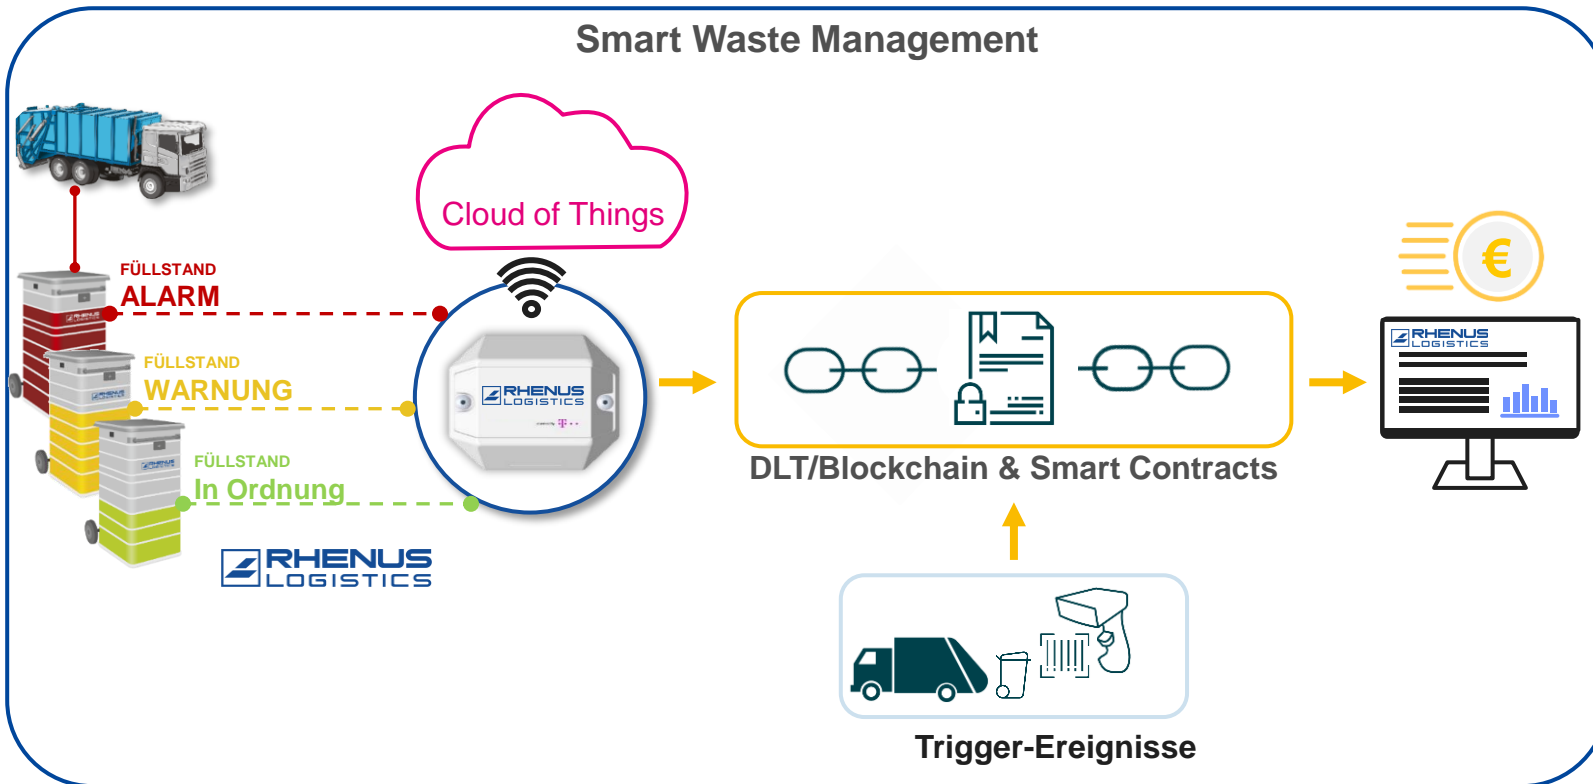 Smart Waste Management
Cloud of Things
FÜLLSTAND
ALARM
FÜLLSTAND
WARNUNG
FÜLLSTAND
In Ordnung
RHENUS
LOGISTICS
RHENUS
LOGISTICS
DLT/Blockchain & Smart Contracts
RHENUS
LOGISTICS
€
Trigger-Ereignisse